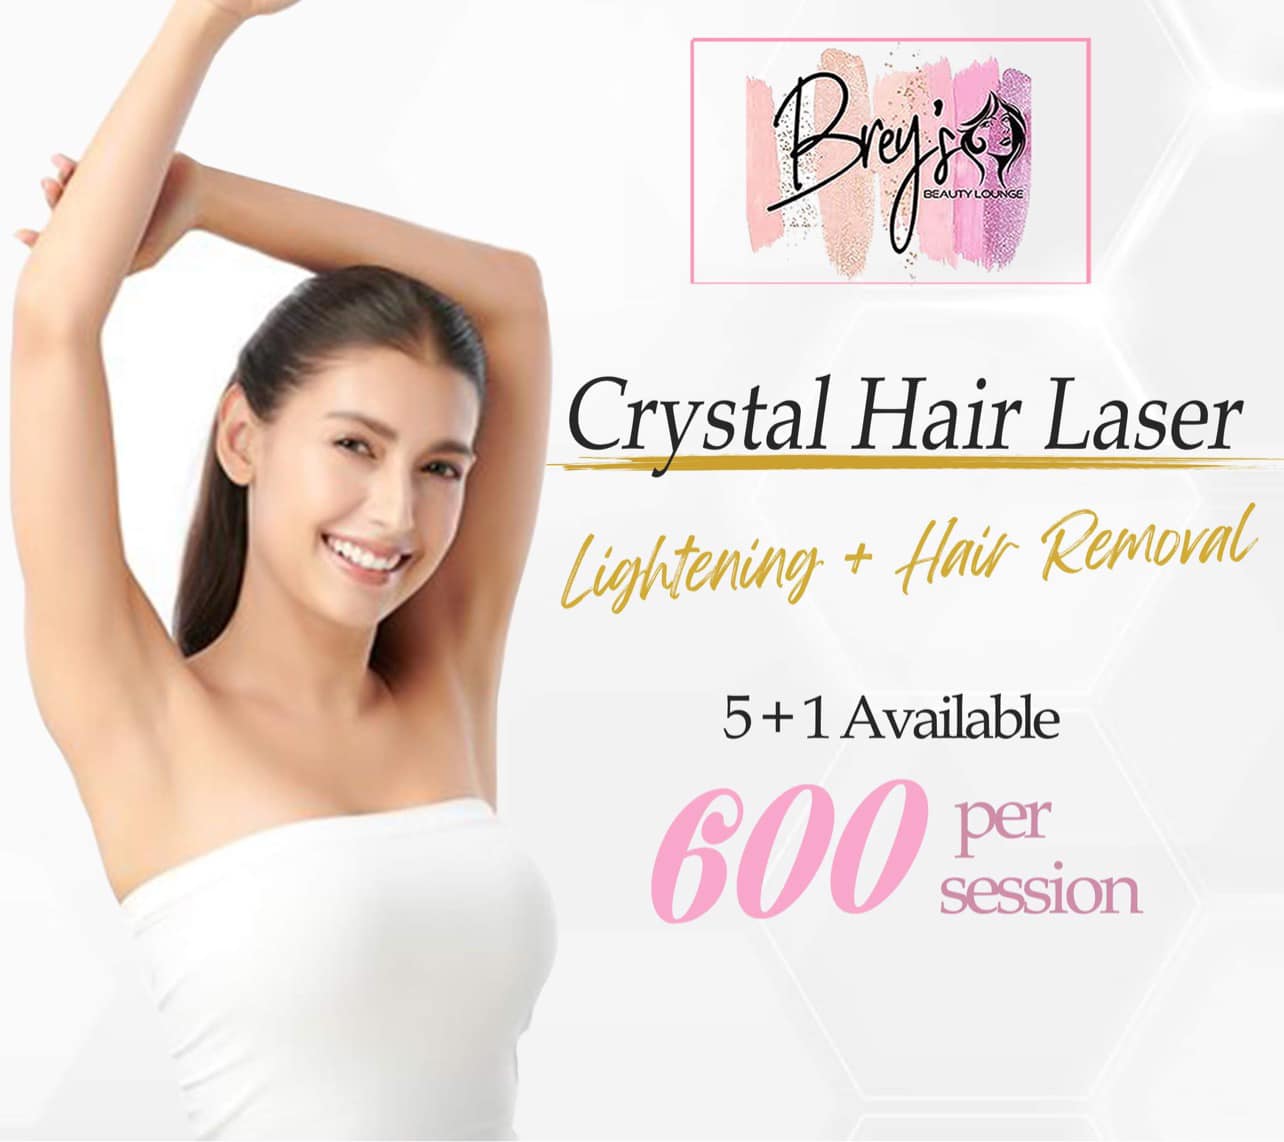 Brey's
BEAUTY LOUNGE
Crystal Hair Laser
Lightening + Hair Removal
5 + 1 Available
600 per
session